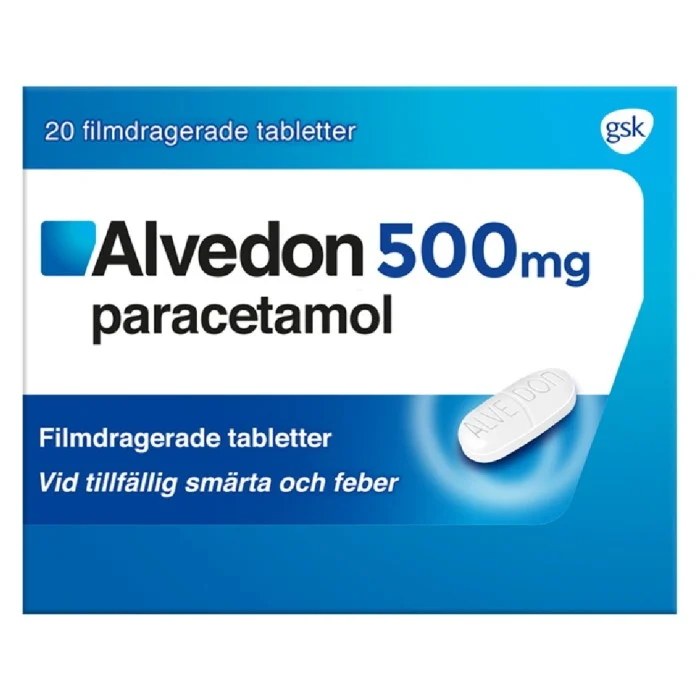 20 filmdragerade tabletter
gsk
Alvedon 500mg
paracetamol
ALVEDON
Filmdragerade tabletter
Vid tillfällig smärta och feber